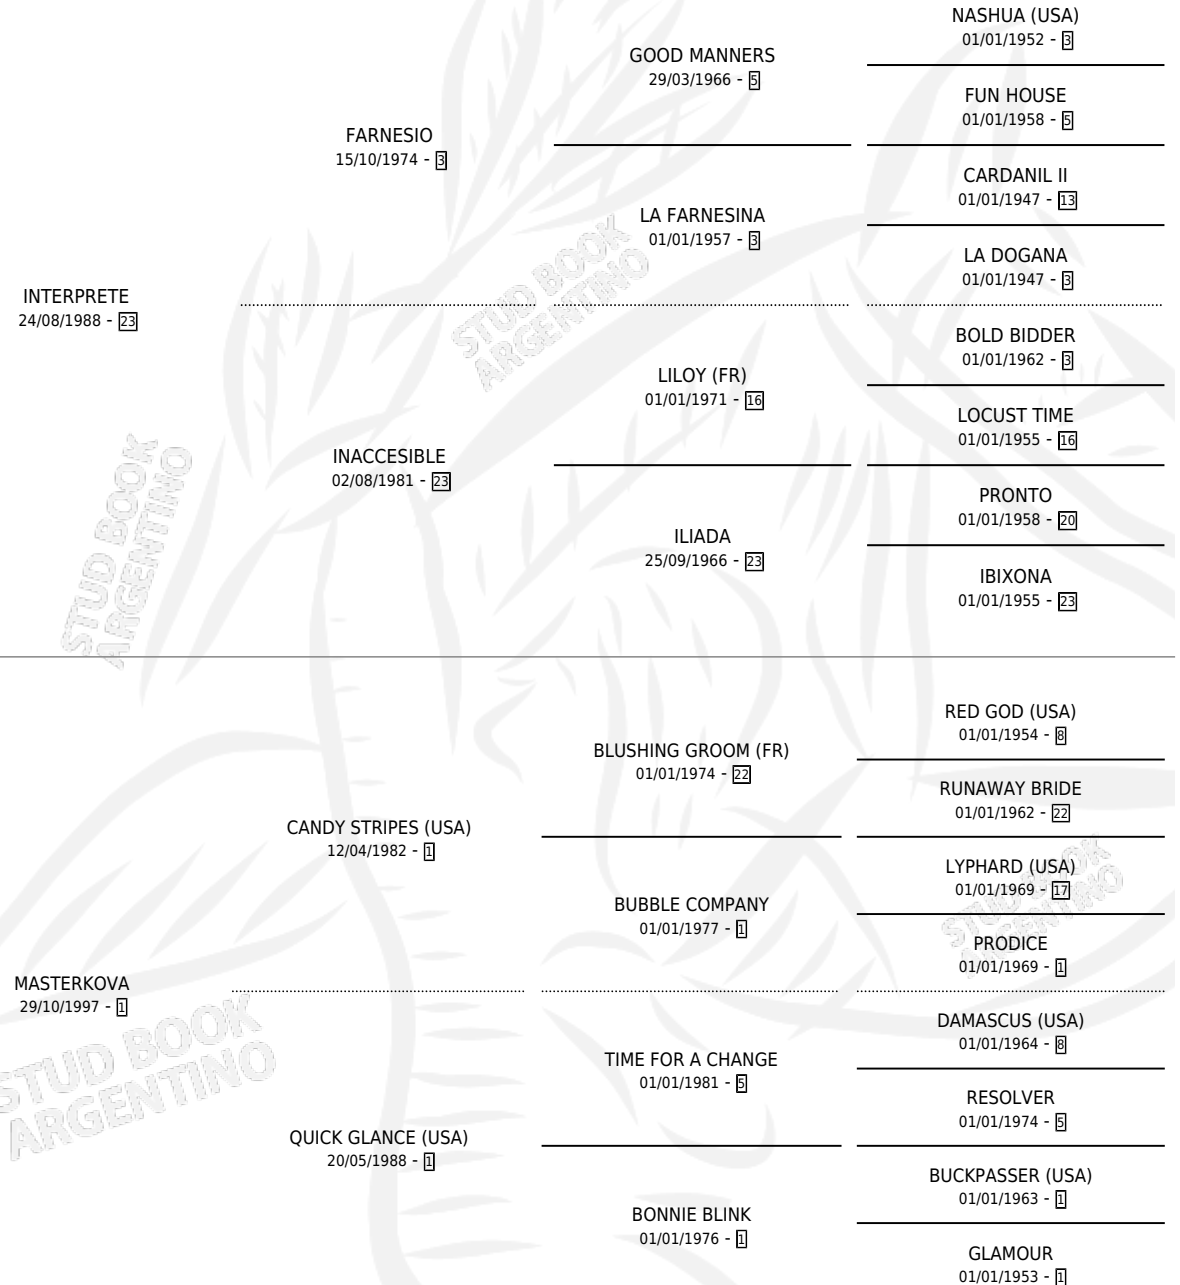 NASHUA (USA)
01/01/1952 - 3
GOOD MANNERS
29/03/1966 - 5
FUN HOUSE
01/01/1958 - 5
FARNESIO
15/10/1974 - 3
CARDANIL II
01/01/1947 - 13
LA FARNESINA
01/01/1957 - 3
LA DOGANA
01/01/1947 - 3
INTERPRETE
24/08/1988 - 23
STUD BOOK
ARGENTINO
BOLD BIDDER
01/01/1962 - 3
LILOY (FR)
01/01/1971 - 16
LOCUST TIME
01/01/1955 - 16
INACCESIBLE
02/08/1981 - 23
PRONTO
01/01/1958 - 20
ILIADA
25/09/1966 - 23
IBIXONA
01/01/1955 - 23
STUD BOOK
ARGENTINO
RED GOD (USA)
01/01/1954 - 8
BLUSHING GROOM (FR)
01/01/1974 - 22
RUNAWAY BRIDE
01/01/1962 - 22
CANDY STRIPES (USA)
12/04/1982 - 1
LYPHARD (USA)
01/01/1969 - 17
BUBBLE COMPANY
01/01/1977 - 1
STUD BOOK
ARGENTINO
PRODICE
01/01/1969 - 1
MASTERKOVA
29/10/1997 - 1
STUD BOOK
ARGENTINO
DAMASCUS (USA)
01/01/1964 - 8
TIME FOR A CHANGE
01/01/1981 - 5
RESOLVER
01/01/1974 - 5
QUICK GLANCE (USA)
20/05/1988 - 1
BUCKPASSER (USA)
01/01/1963 - 1
BONNIE BLINK
01/01/1976 - 1
GLAMOUR
01/01/1953 - 1